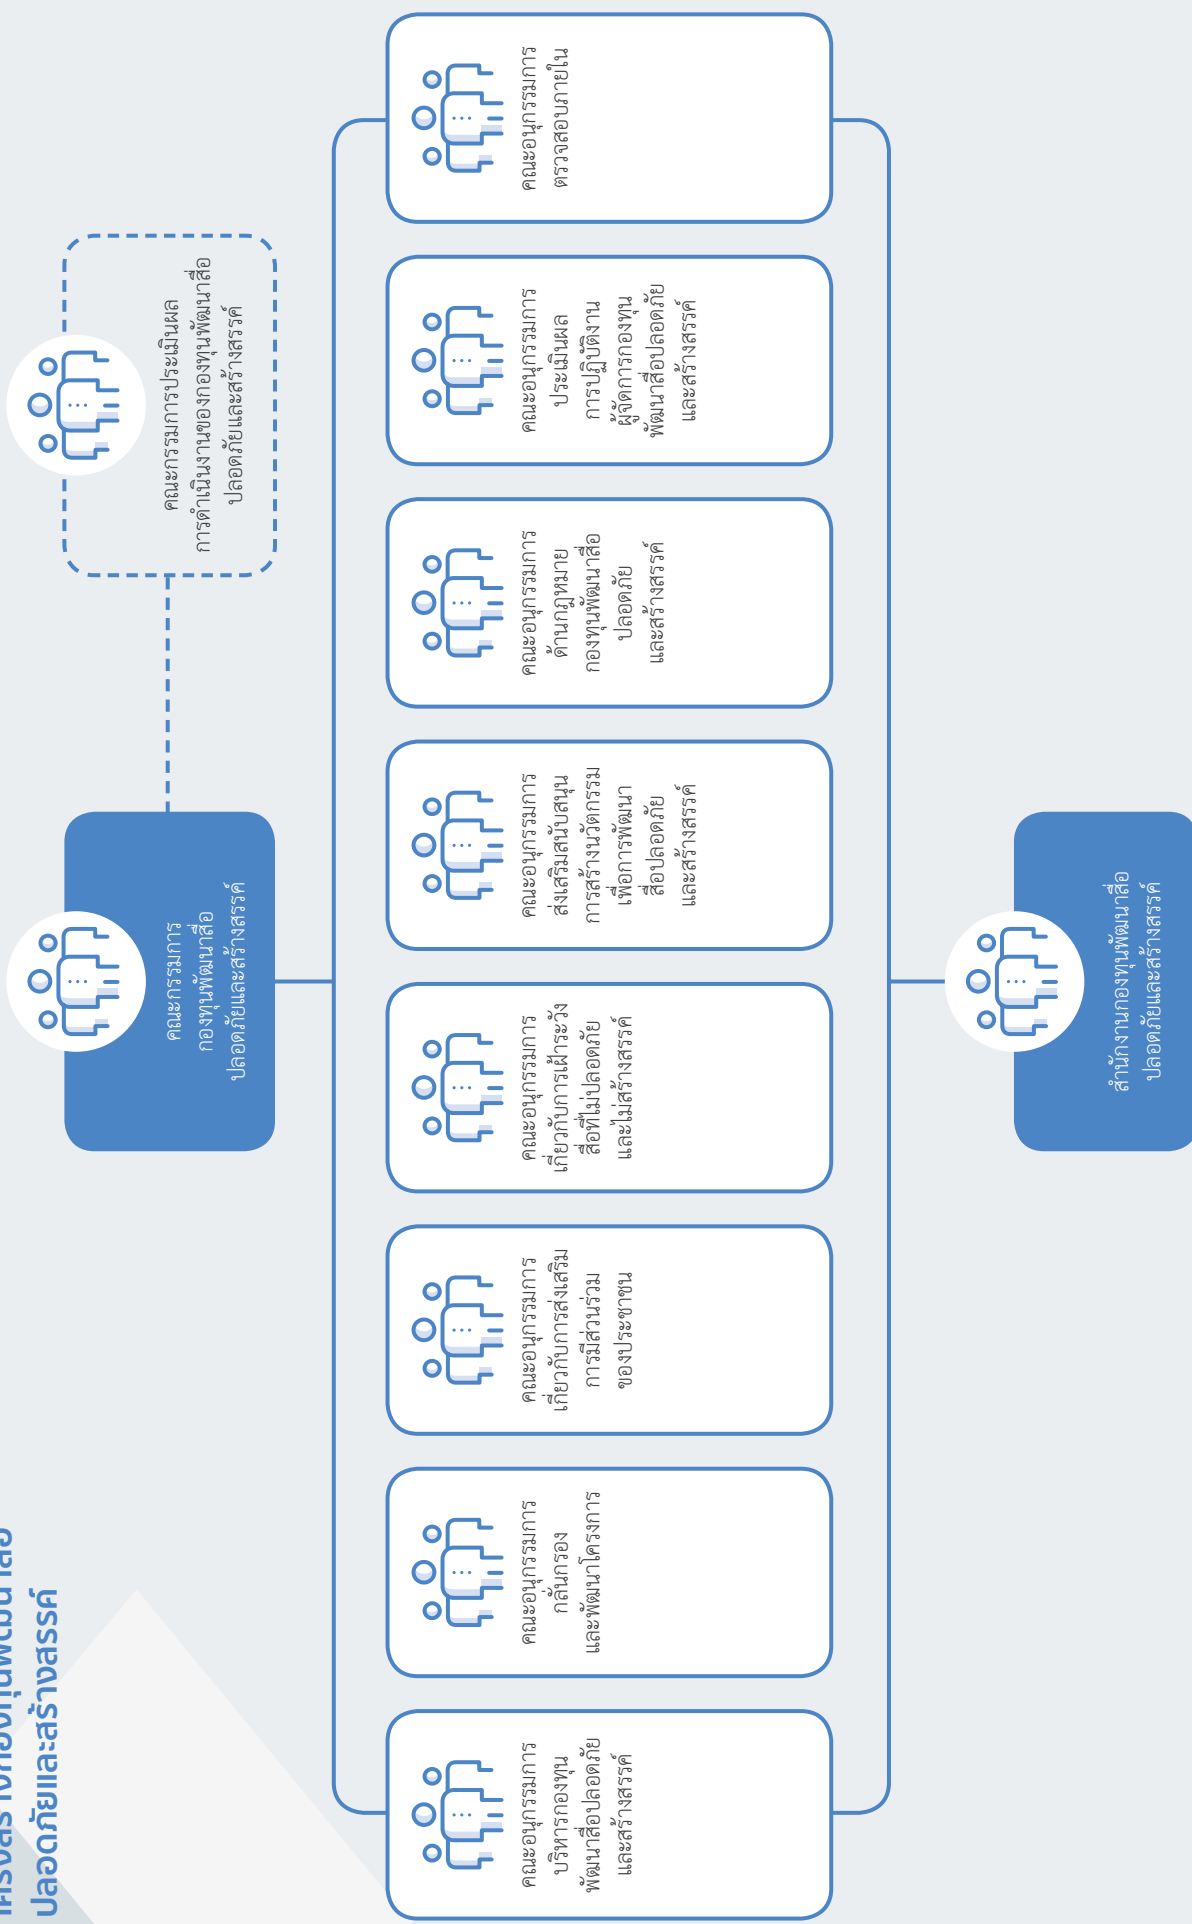 โครงสร้างกองทุนพัฒนาสื่อ
ปลอดภัยและสร้างสรรค์
คณะกรรมการ
กองทุนพัฒนาสื่อ
ปลอดภัยและสร้างสรรค์
คณะกรรมการประเมินผล
การดำเนินงานของกองทุนพัฒนาสื่อ
ปลอดภัยและสร้างสรรค์
คณะอนุกรรมการ
บริหารกองทุน
พัฒนาสื่อปลอดภัย
และสร้างสรรค์
คณะอนุกรรมการ
กลั่นกรอง
และพัฒนาโครงการ
คณะอนุกรรมการ
เกี่ยวกับการส่งเสริม
การมีส่วนร่วม
ของประชาชน
คณะอนุกรรมการ
เกี่ยวกับการเฝ้าระวัง
สื่อที่ไม่ปลอดภัย
และไม่สร้างสรรค์
คณะอนุกรรมการ
ส่งเสริมสนับสนุน
การสร้างนวัตกรรม
เพื่อการพัฒนา
สื่อปลอดภัย
และสร้างสรรค์
คณะอนุกรรมการ
ด้านกฎหมาย
กองทุนพัฒนาสื่อ
ปลอดภัย
และสร้างสรรค์
คณะอนุกรรมการ
ประเมินผล
การปฏิบัติงาน
ผู้จัดการกองทุน
พัฒนาสื่อปลอดภัย
และสร้างสรรค์
คณะอนุกรรมการ
ตรวจสอบภายใน
สำนักงานกองทุนพัฒนาสื่อ
ปลอดภัยและสร้างสรรค์